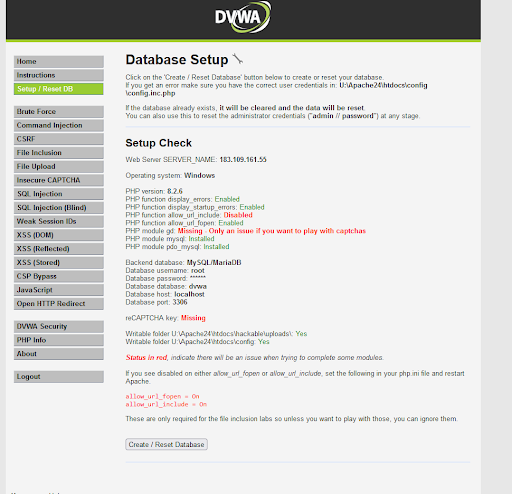 DVWA
Home
Instructions
Setup / Reset DB
Brute Force
Command Injection
CSRF
File Inclusion
File Upload
Insecure CAPTCHA
SQL Injection
SQL Injection (Blind)
Weak Session IDs
XSS (DOM)
XSS (Reflected)
XSS (Stored)
CSP Bypass
JavaScript
Open HTTP Redirect
DVWA Security
PHP Info
About
Logout
Database Setup
Click on the 'Create / Reset Database' button below to create or reset your database.
If you get an error make sure you have the correct user credentials in: U:\Apache24\htdocs\config
\config.inc.php
If the database already exists, it will be cleared and the data will be reset.
You can also use this to reset the administrator credentials ("admin // password") at any stage.
Setup Check
Web Server SERVER_NAME: 183.109.161.55
Operating system: Windows
PHP version: 8.2.6
PHP function display_errors: Enabled
PHP function display_startup_errors: Enabled
PHP function allow_url_include: Disabled
PHP function allow_url_fopen: Enabled
PHP module gd: Missing - Only an issue if you want to play with captchas
PHP module mysql: Installed
PHP module pdo_mysql: Installed
Backend database: MySQL/MariaDB
Database username: root
Database password: ******
Database database: dvwa
Database host: localhost
Database port: 3306
reCAPTCHA key: Missing
Writable folder U:\Apache24\htdocs\hackable\uploads\: Yes
Writable folder U:\Apache24\htdocs\config: Yes
Status in red, indicate there will be an issue when trying to complete some modules.
If you see disabled on either allow_url_fopen or allow_url_include, set the following in your php.ini file and restart
Apache.
allow_url_fopen = On
allow_url_include = On
These are only required for the file inclusion labs so unless you want to play with those, you can ignore them.
Create / Reset Database